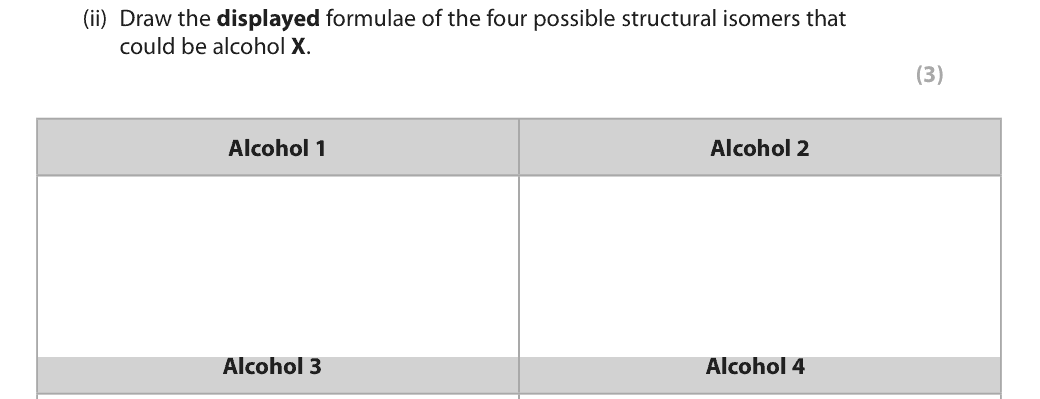 (ii) Draw the displayed formulae of the four possible structural isomers that
could be alcohol X.
(3)
Alcohol 1
Alcohol 2
Alcohol 3
Alcohol 4